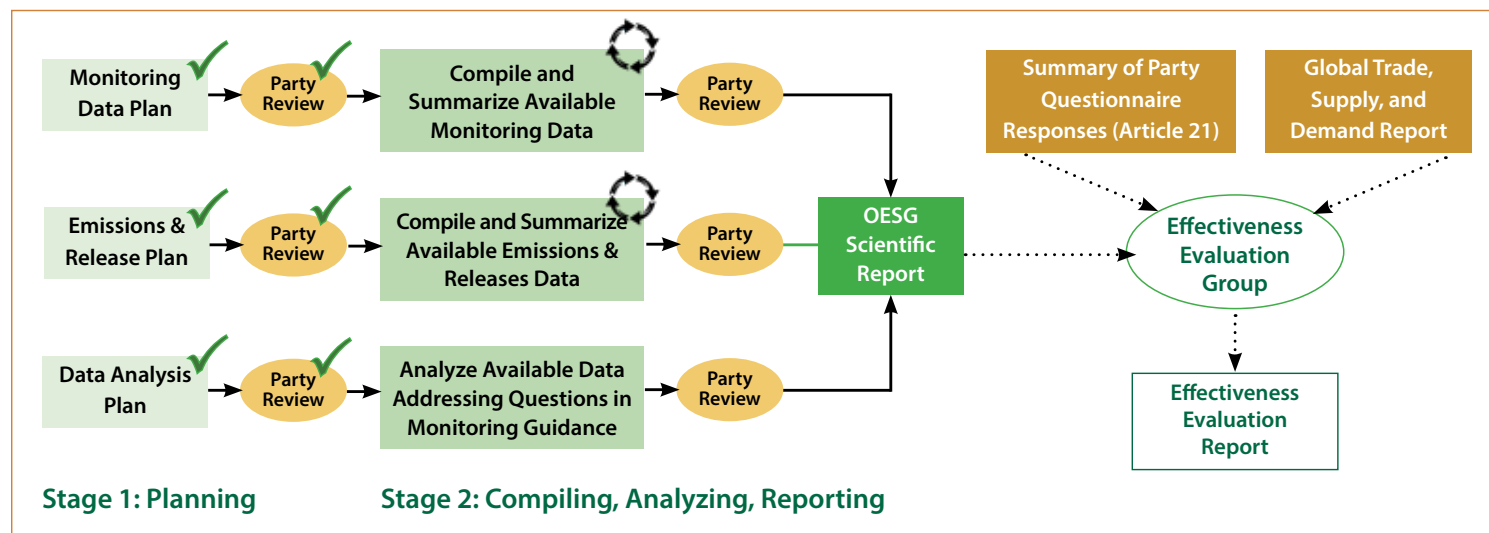 Monitoring
Data Plan
Party
Review
Compile and
Summarize Available
Monitoring Data
Party
Review
Summary of Party
Questionnaire
Responses (Article 21)
Global Trade,
Supply, and
Demand Report
Emissions &
Release Plan
Party
Review
Compile and Summarize
Available Emissions &
Releases Data
Party
Review
OESG
Scientific
Report
Effectiveness
Evaluation
Group
Data Analysis
Plan
Party
Review
Analyze Available Data
Addressing Questions in
Monitoring Guidance
Party
Review
Effectiveness
Evaluation
Report
Stage 1: Planning
Stage 2: Compiling, Analyzing, Reporting